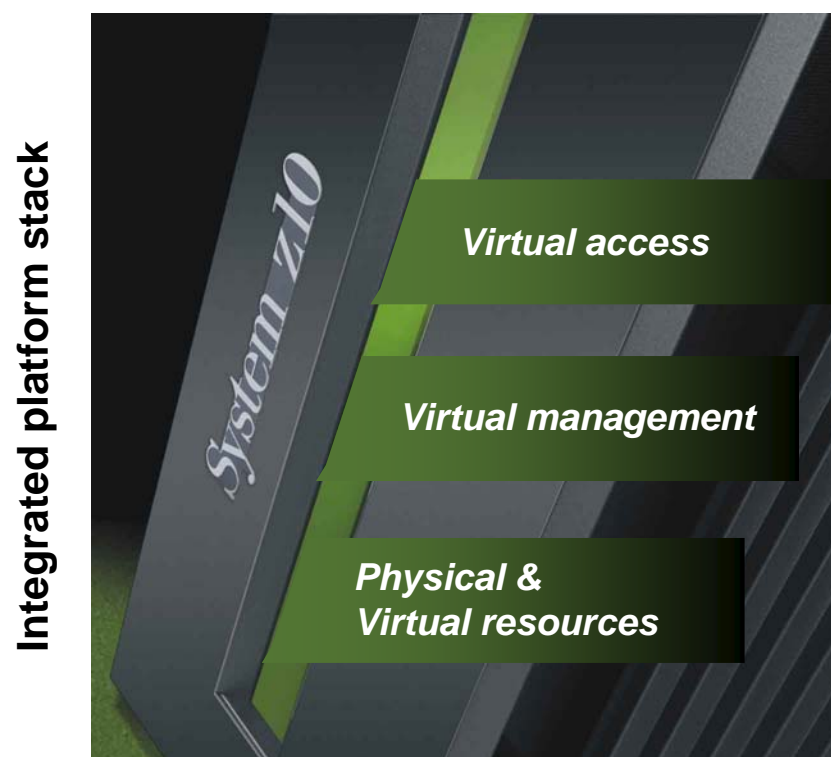 Integrated platform stack
System z10
Virtual access
Virtual management
Physical &
Virtual resources